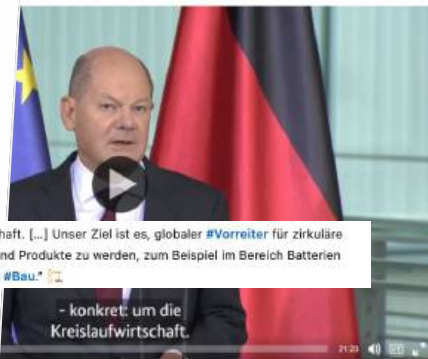 haft. [...] Unser Ziel ist es, globaler #Vorreiter für zirkuläre
nd Produkte zu werden, zum Beispiel im Bereich Batterien
#Bau."
- konkret: um die
Kreislaufwirtschaft.
21:29